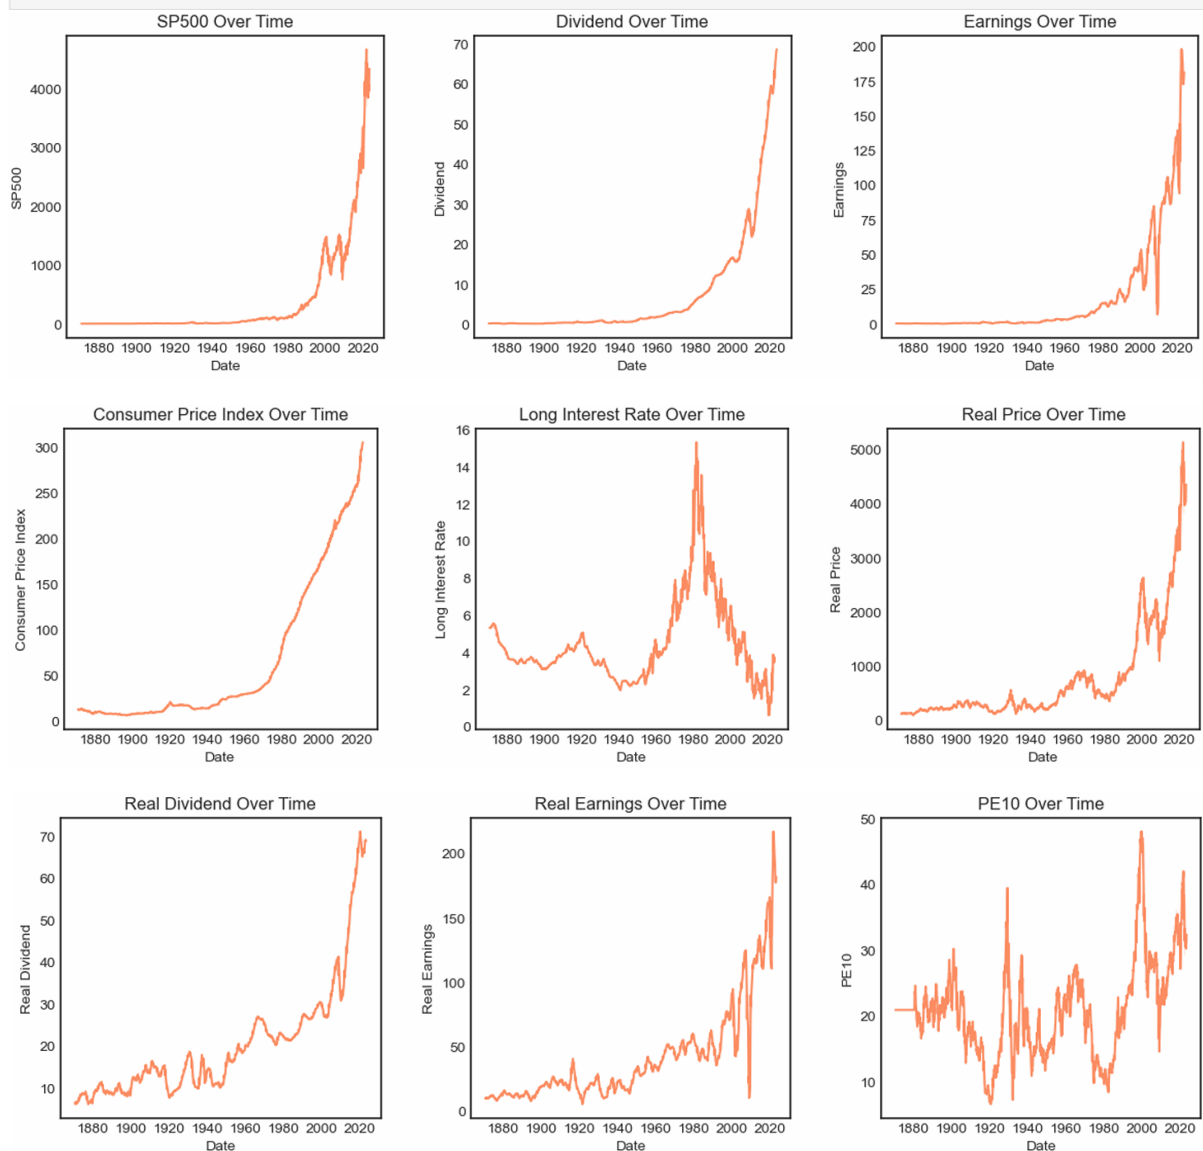 SP500 Over Time
SP500
4000
3000
2000
1000
0
1880 1900 1920 1940 1960 1980 2000 2020
Date
Dividend Over Time
Dividend
70
60
50
40
30
20
10
0
1880 1900 1920 1940 1960 1980 2000 2020
Date
Earnings Over Time
Earnings
200
175
150
125
100
75
50
25
0
1880 1900 1920 1940 1960 1980 2000 2020
Date
Consumer Price Index Over Time
Consumer Price Index
300
250
200
150
100
50
0
1880 1900 1920 1940 1960 1980 2000 2020
Date
Long Interest Rate Over Time
Long Interest Rate
16
14
12
10
8
6
4
2
0
1880 1900 1920 1940 1960 1980 2000 2020
Date
Real Price Over Time
Real Price
5000
4000
3000
2000
1000
0
1880 1900 1920 1940 1960 1980 2000 2020
Date
Real Dividend Over Time
Real Dividend
70
60
50
40
30
20
10
1880 1900 1920 1940 1960 1980 2000 2020
Date
Real Earnings Over Time
Real Earnings
200
150
100
50
0
1880 1900 1920 1940 1960 1980 2000 2020
Date
PE10 Over Time
PE10
50
40
30
20
10
1880 1900 1920 1940 1960 1980 2000 2020
Date